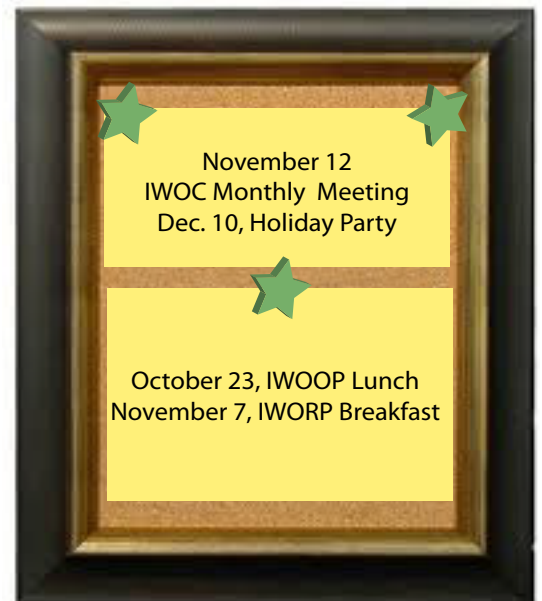 November 12
IWOC Monthly Meeting
Dec. 10, Holiday Party
October 23, IWOOP Lunch
November 7, IWORP Breakfast